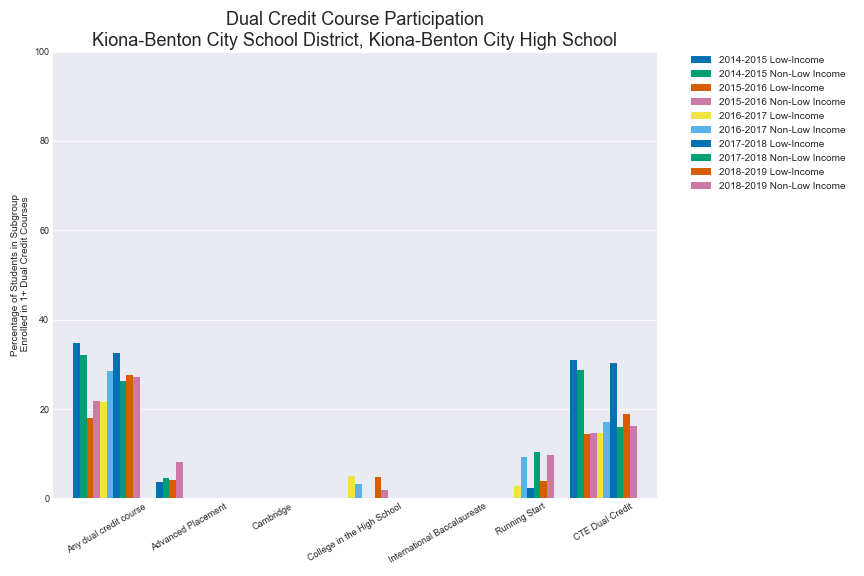 Dual Credit Course Participation
Kiona-Benton City School District, Kiona-Benton City High School
100
80
60
40
20
0
Percentage of Students in Subgroup
Enrolled in 1+ Dual Credit Courses
Any dual credit course
Advanced Placement
Cambridge
College in the High School
International Baccalaureate
Running Start
CTE Dual Credit
2014-2015 Low-Income
2014-2015 Non-Low Income
2015-2016 Low-Income
2015-2016 Non-Low Income
2016-2017 Low-Income
2016-2017 Non-Low Income
2017-2018 Low-Income
2017-2018 Non-Low Income
2018-2019 Low-Income
2018-2019 Non-Low Income